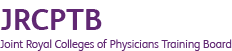 JRCPTB
Joint Royal Colleges of Physicians Training Board